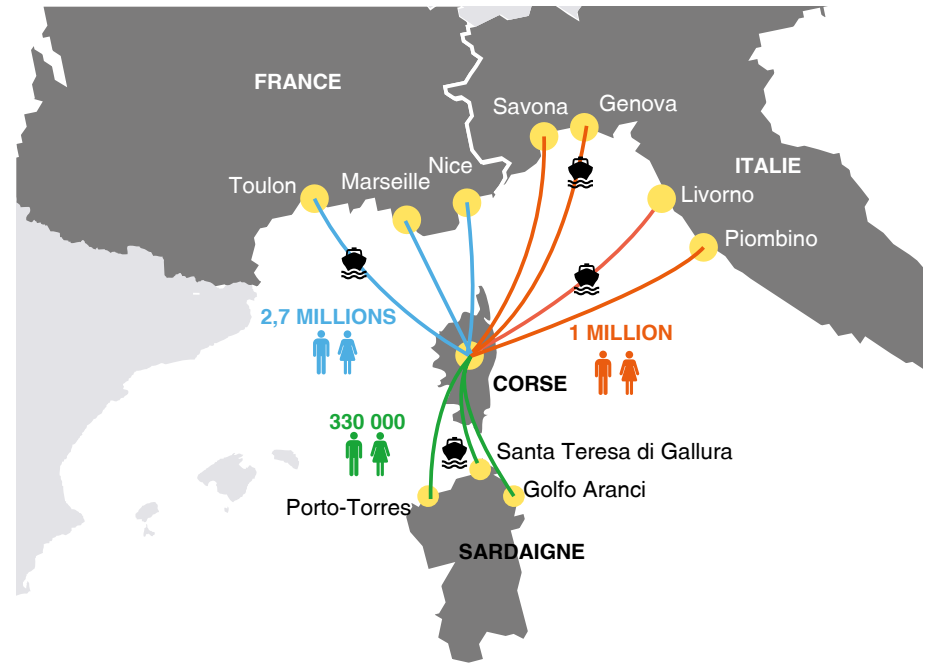 FRANCE
Savona
Genova
ITALIE
Nice
Marseille
Toulon
Livorno
Piombino
2,7 MILLIONS
1 MILLION
CORSE
330 000
Santa Teresa di Gallura
Golfo Aranci
Porto-Torres
SARDAIGNE